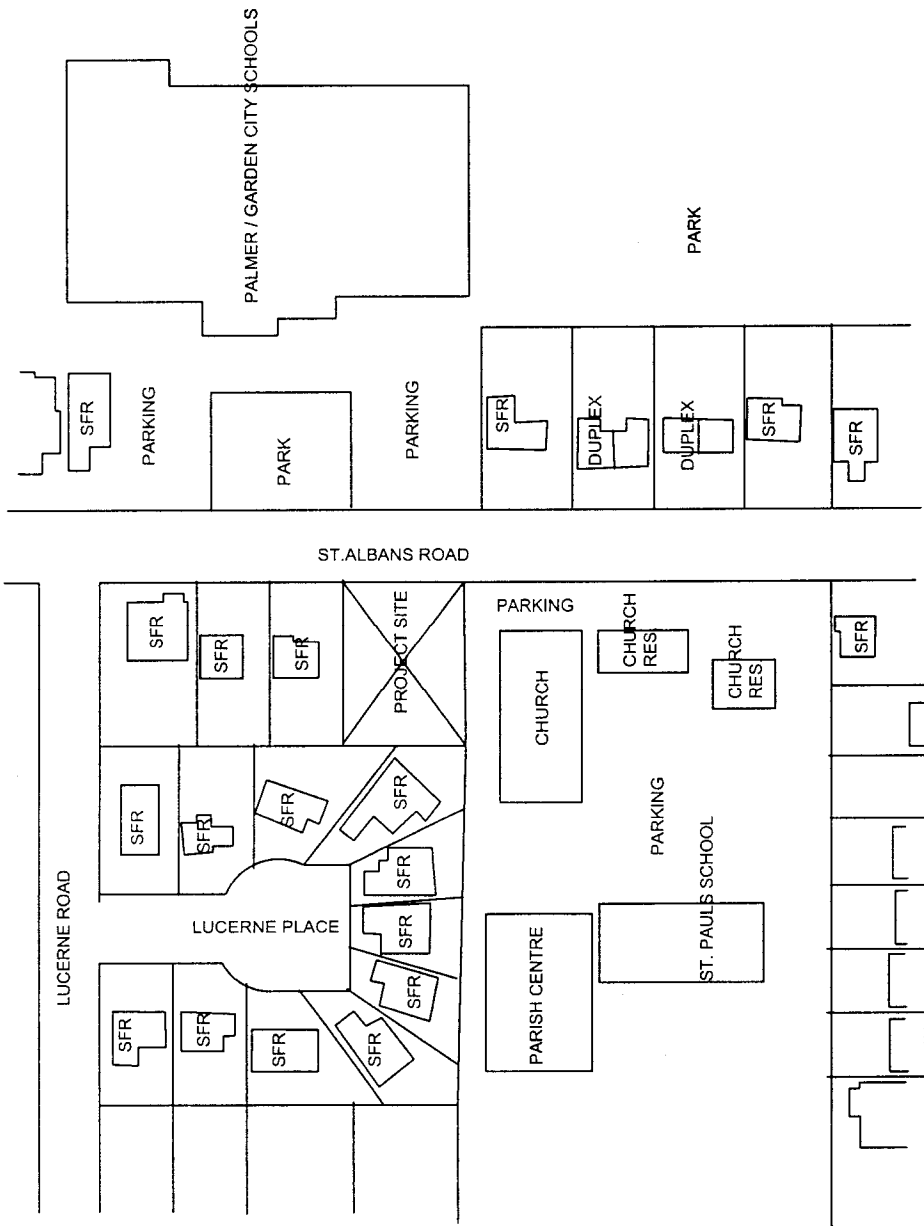 PALMER / GARDEN CITY SCHOOLS
SFR
PARKING
PARK
PARKING
PARK
SFR
DUPLEX
DUPLEX
SFR
SFR
ST.ALBANS ROAD
LUCERNE ROAD
SFR
SFR
SFR
PROJECT SITE
PARKING
CHURCH
CHURCH
RES.
CHURCH
RES.
SFR
SFR
SFR
SFR
SFR
SFR
SFR
SFR
LUCERNE PLACE
SFR
SFR
SFR
SFR
PARKING
PARISH CENTRE
ST. PAULS SCHOOL